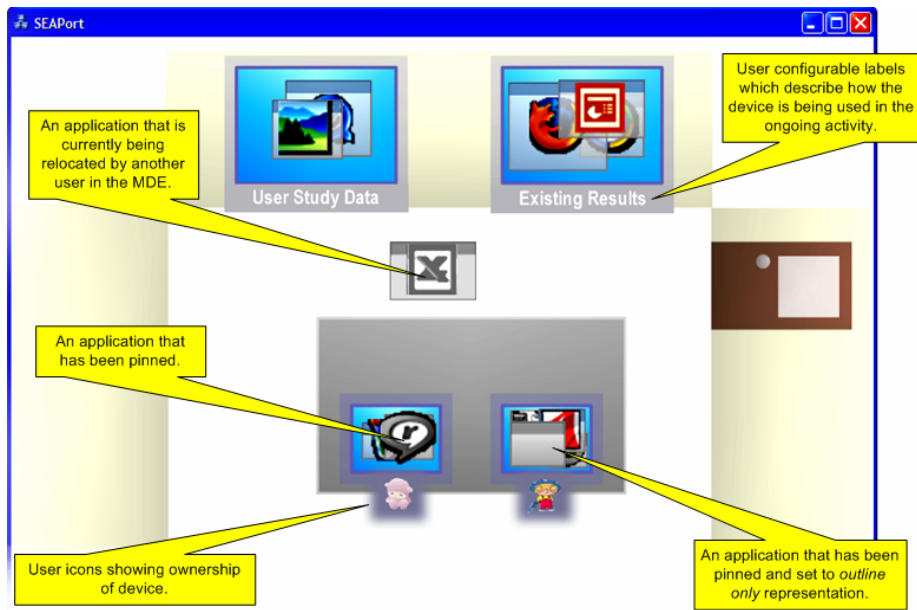 SEAPort
User configurable labels
which describe how the
device is being used in the
ongoing activity.
An application that is
currently being
relocated by another
user in the MDE.
User Study Data
Existing Results
An application that
has been pinned.
User icons showing ownership
of device.
An application that has been
pinned and set to outline
only representation.